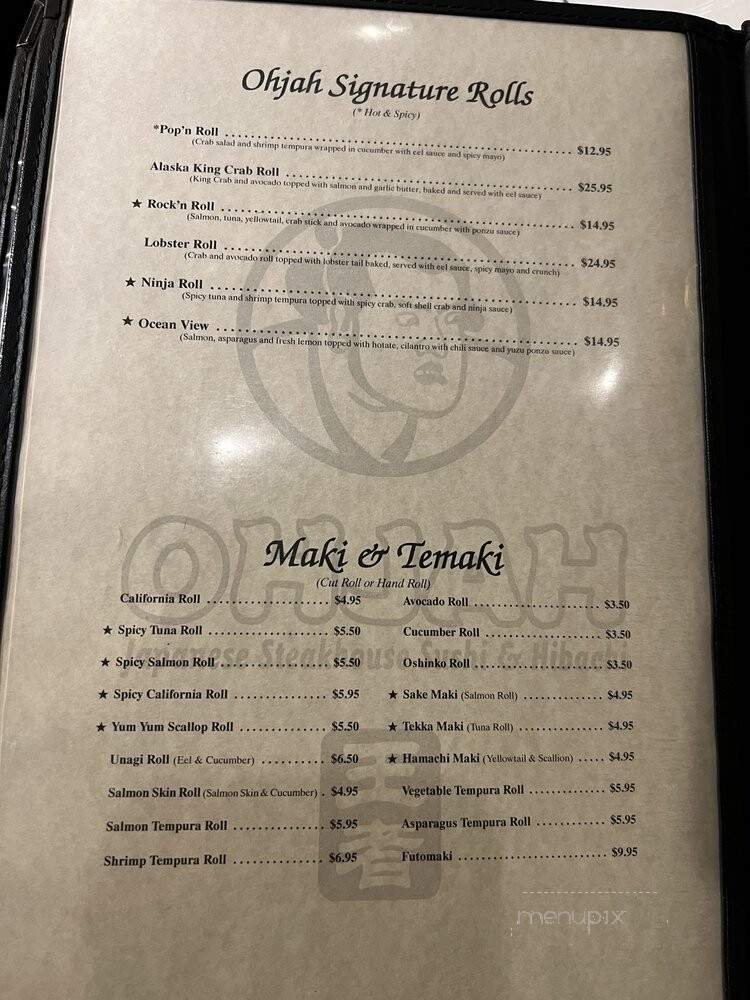 Ohjah Signature Rolls
(* Hot & Spicy)
*Pop'n Roll ........................................ $12.95
(Crab salad and shrimp tempura wrapped in cucumber with eel sauce and spicy mayo)
Alaska King Crab Roll ........................................ $25.95
(King Crab and avocado topped with salmon and garlic butter, baked and served with eel sauce)
★ Rock'n Roll ........................................ $14.95
(Salmon, tuna, yellowtail, crab stick and avocado wrapped in cucumber with ponzu sauce)
Lobster Roll ........................................ $24.95
(Crab and avocado roll topped with lobster tail baked, served with eel sauce, spicy mayo and crunch)
★ Ninja Roll ........................................ $14.95
(Spicy tuna and shrimp tempura topped with spicy crab, soft shell crab and ninja sauce)
★ Ocean View ........................................ $14.95
(Salmon, asparagus and fresh lemon topped with hotate, cilantro with chili sauce and yuzu ponzu sauce)
OHJAH
Japanese Steakhouse Sushi & Hibachi
Maki & Temaki
(Cut Roll or Hand Roll)
California Roll .................... $4.95
★ Spicy Tuna Roll .................... $5.50
★ Spicy Salmon Roll .................... $5.50
★ Spicy California Roll ............... $5.95
★ Yum Yum Scallop Roll .............. $5.50
Unagi Roll (Eel & Cucumber) .......... $6.50
Salmon Skin Roll (Salmon Skin & Cucumber) . $4.95
Salmon Tempura Roll ............... $5.95
Shrimp Tempura Roll ............... $6.95
Avocado Roll .................... $3.50
Cucumber Roll .................... $3.50
Oshinko Roll .................... $3.50
★ Sake Maki (Salmon Roll) ............. $4.95
★ Tekka Maki (Tuna Roll) .............. $4.95
★ Hamachi Maki (Yellowtail & Scallion) ..... $4.95
Vegetable Tempura Roll ............. $5.95
Asparagus Tempura Roll ............ $5.95
Futomaki .......................... $9.95
menupix